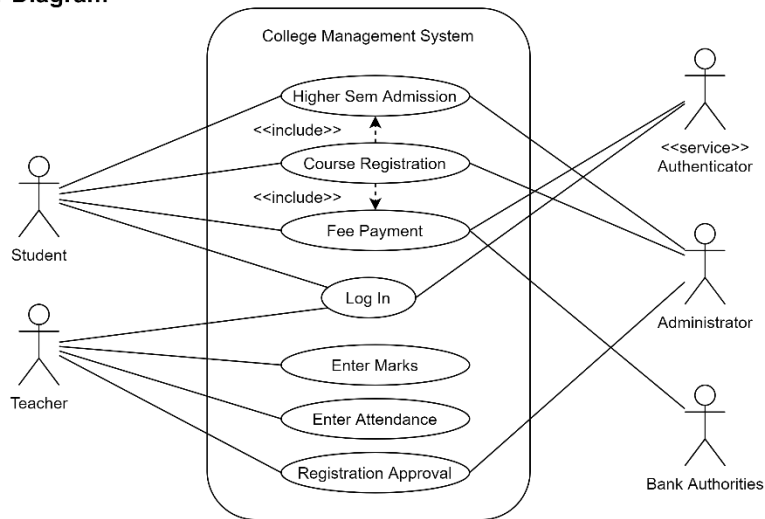 Diagram
College Management System
Higher Sem Admission
<<include>>
Course Registration
<<include>>
Fee Payment
Log In
Enter Marks
Enter Attendance
Registration Approval
Student
Teacher
<<service>>
Authenticator
Administrator
Bank Authorities